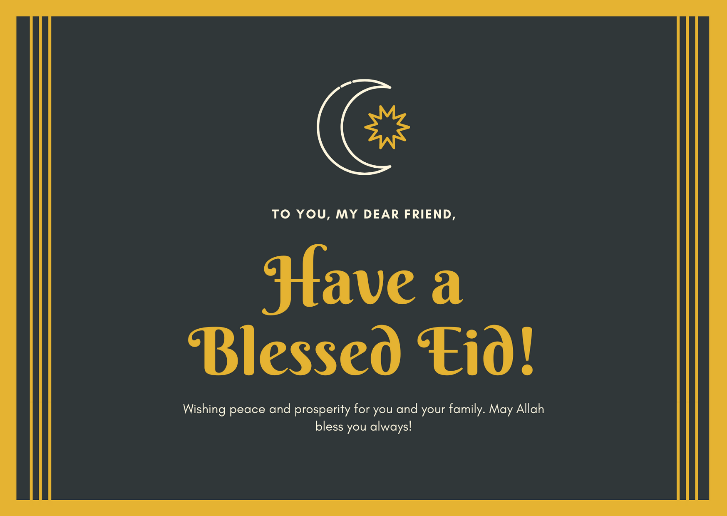 TO YOU, MY DEAR FRIEND,
Have a
Blessed Eid!
Wishing peace and prosperity for you and your family. May Allah
bless you always!